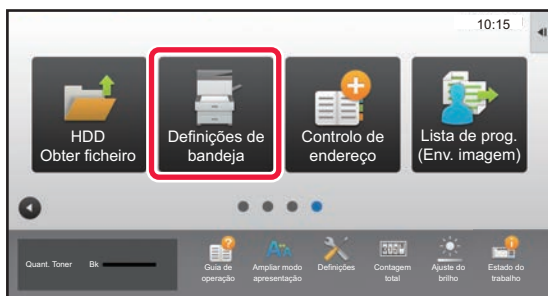 10:15
HDD
Obter ficheiro
Definições de
bandeja
Controlo de
endereço
Lista de prog.
(Env. imagem)
Quant. Toner Bk
Guia de
operação
Ampliar modo
apresentação
Definições
Contagem
total
Ajuste do
brilho
Estado do
trabalho